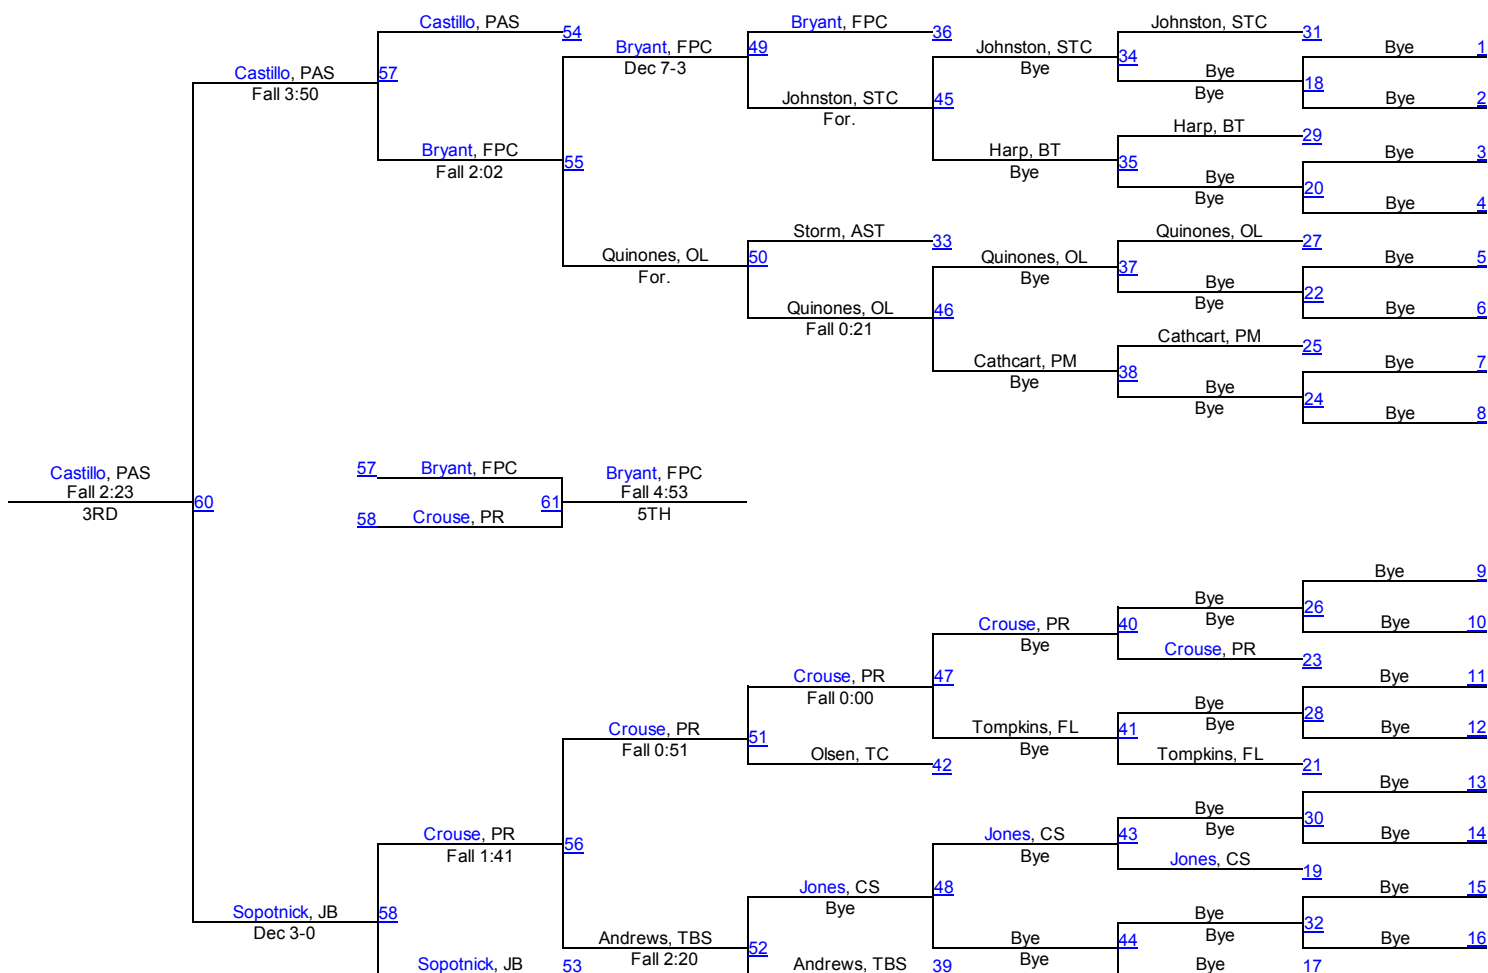 Castillo, PAS
54
Bryant, FPC
36
Johnston, STC
31
Bryant, FPC
Dec 7-3
49
Johnston, STC
Bye
34
Bye
1
Castillo, PAS
Fall 3:50
57
Bye
Bye
18
Johnston, STC
For.
45
Bye
2
Harp, BT
29
Bryant, FPC
Fall 2:02
55
Harp, BT
Bye
35
Bye
3
Bye
Bye
20
Bye
4
Storm, AST
33
Quinones, OL
27
Quinones, OL
For.
50
Quinones, OL
Bye
37
Bye
5
Bye
Bye
22
Quinones, OL
Fall 0:21
46
Bye
6
Cathcart, PM
25
Cathcart, PM
Bye
38
Bye
7
Bye
Bye
24
Bye
8
Castillo, PAS
Fall 2:23
3RD
60
57
Bryant, FPC
58
Crouse, PR
61
Bryant, FPC
Fall 4:53
5TH
Bye
9
Bye
Bye
26
Crouse, PR
Bye
40
Bye
10
Crouse, PR
23
Crouse, PR
Fall 0:00
47
Bye
11
Bye
Bye
28
Crouse, PR
Fall 0:51
51
Tompkins, FL
Bye
41
Bye
12
Olsen, TC
42
Tompkins, FL
21
Bye
13
Bye
Bye
30
Crouse, PR
Fall 1:41
56
Jones, CS
Bye
43
Bye
14
Jones, CS
19
Jones, CS
Bye
48
Bye
15
Sopotnick, JB
Dec 3-0
58
Bye
Bye
32
Andrews, TBS
Fall 2:20
52
Bye
Bye
44
Bye
16
Sopotnick, JB
53
Andrews, TBS
39
Bye
17